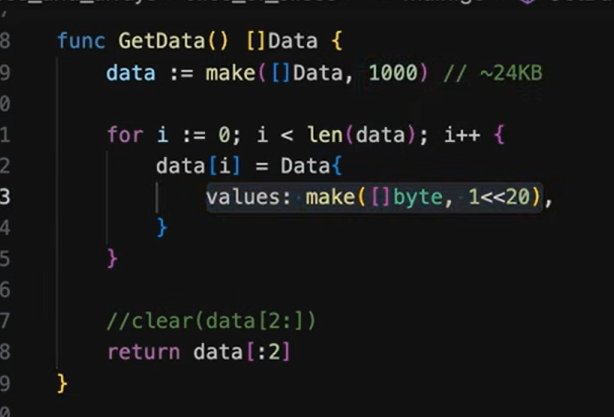 8 func GetData() []Data {
9 data := make([]Data, 1000) // ~24KB
0
1 for i := 0; i < len(data); i++ {
2 data[i] = Data{
3 values: make([]byte, 1<<20),
4 }
5 }
6
7 //clear(data[2:])
8 return data[:2]
9 }